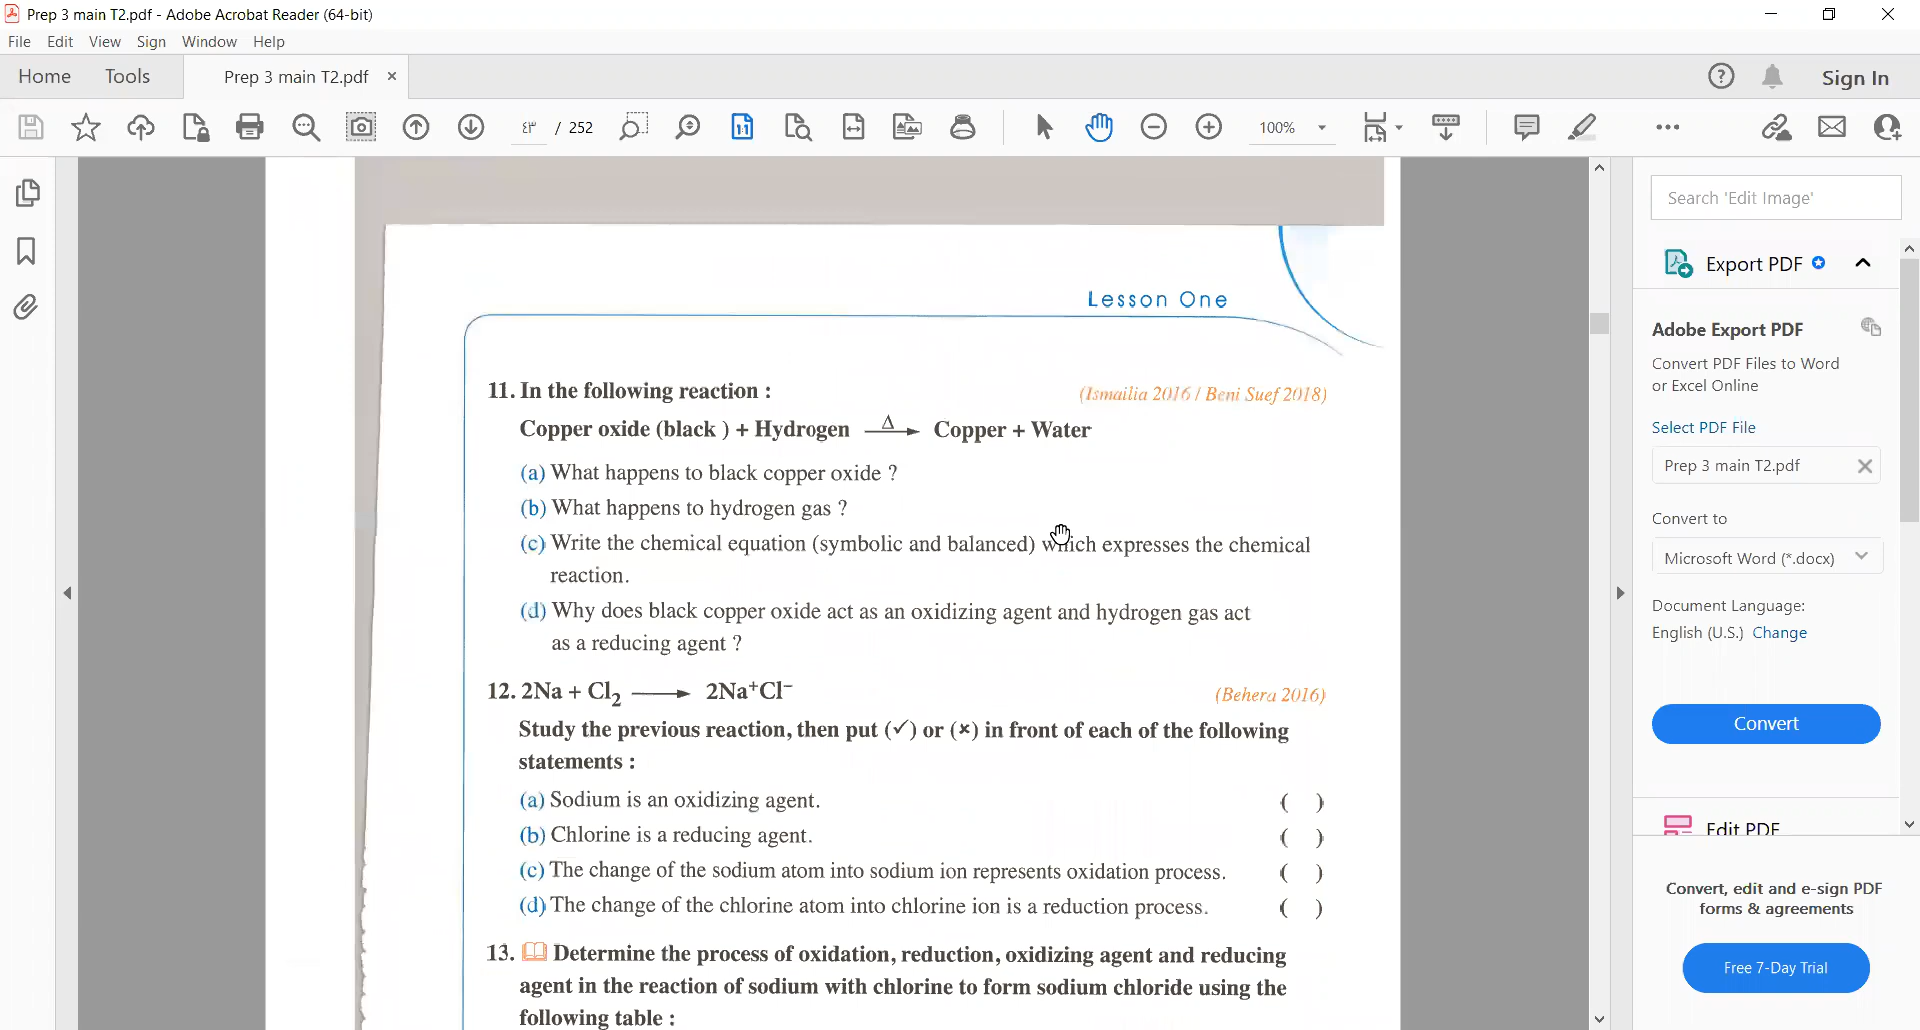 Prep 3 main T2.pdf - Adobe Acrobat Reader (64-bit)
File Edit View Sign Window Help
Home Tools Prep 3 main T2.pdf × Sign In
٤٣ / 252 100%
Search 'Edit Image'
Export PDF
Adobe Export PDF
Convert PDF Files to Word
or Excel Online
Select PDF File
Prep 3 main T2.pdf
Convert to
Microsoft Word (*.docx)
Document Language:
English (U.S.) Change
Convert
Edit PDF
Convert, edit and e-sign PDF
forms & agreements
Free 7-Day Trial
Lesson One
11. In the following reaction : (Ismailia 2016 / Beni Suef 2018)
Copper oxide (black ) + Hydrogen —Δ→ Copper + Water
(a) What happens to black copper oxide ?
(b) What happens to hydrogen gas ?
(c) Write the chemical equation (symbolic and balanced) which expresses the chemical
reaction.
(d) Why does black copper oxide act as an oxidizing agent and hydrogen gas act
as a reducing agent ?
12. 2Na + Cl₂ ⟶ 2Na⁺Cl⁻ (Behera 2016)
Study the previous reaction, then put (✓) or (×) in front of each of the following
statements :
(a) Sodium is an oxidizing agent. ( )
(b) Chlorine is a reducing agent. ( )
(c) The change of the sodium atom into sodium ion represents oxidation process. ( )
(d) The change of the chlorine atom into chlorine ion is a reduction process. ( )
13. Determine the process of oxidation, reduction, oxidizing agent and reducing
agent in the reaction of sodium with chlorine to form sodium chloride using the
following table :